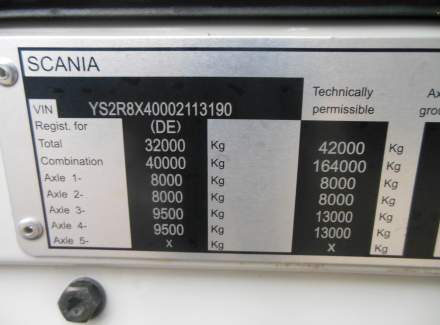 SCANIA
VIN YS2R8X40002113190 Technically permissible Ax grou
Regist. for (DE)
Total 32000 Kg 42000 Kg
Combination 40000 Kg 164000 Kg
Axle 1- 8000 Kg 8000 Kg
Axle 2- 8000 Kg 8000 Kg
Axle 3- 9500 Kg 13000 Kg
Axle 4- 9500 Kg 13000 Kg
Axle 5- x Kg x Kg